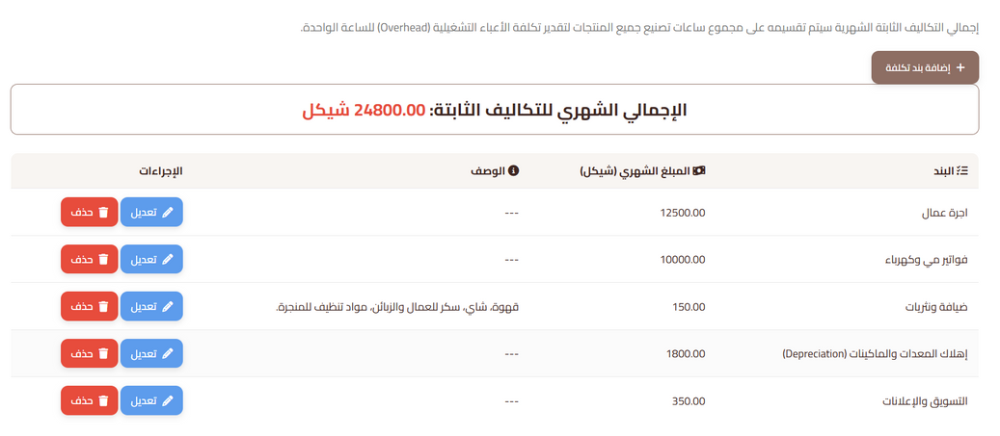 إجمالي التكاليف الثابتة الشهرية سيتم تقسيمه على مجموع ساعات تصنيع جميع المنتجات لتقدير تكلفة الأعباء التشغيلية (Overhead) للساعة الواحدة.
+ إضافة بند تكلفة
الإجمالي الشهري للتكاليف الثابتة: 24800.00 شيكل
البند المبلغ الشهري (شيكل) الوصف الإجراءات
اجرة عمال 12500.00 --- تعديل حذف
فواتير مي وكهرباء 10000.00 --- تعديل حذف
ضيافة ونثريات 150.00 قهوة، شاي، سكر للعمال والزبائن، مواد تنظيف للمنجرة. تعديل حذف
إهلاك المعدات والماكينات (Depreciation) 1800.00 --- تعديل حذف
التسويق والإعلانات 350.00 --- تعديل حذف